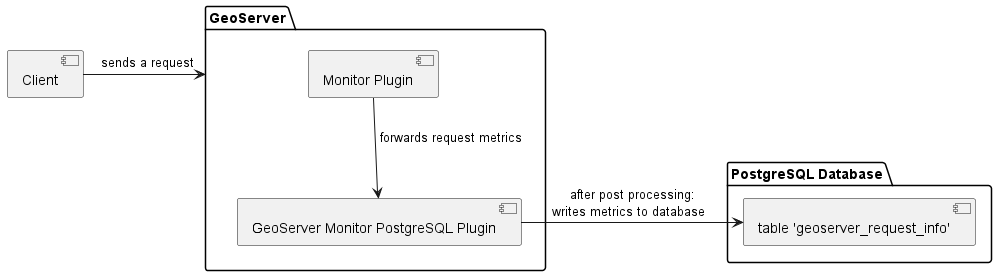 GeoServer
Client
sends a request
Monitor Plugin
forwards request metrics
PostgreSQL Database
after post processing:
writes metrics to database
GeoServer Monitor PostgreSQL Plugin
table 'geoserver_request_info'